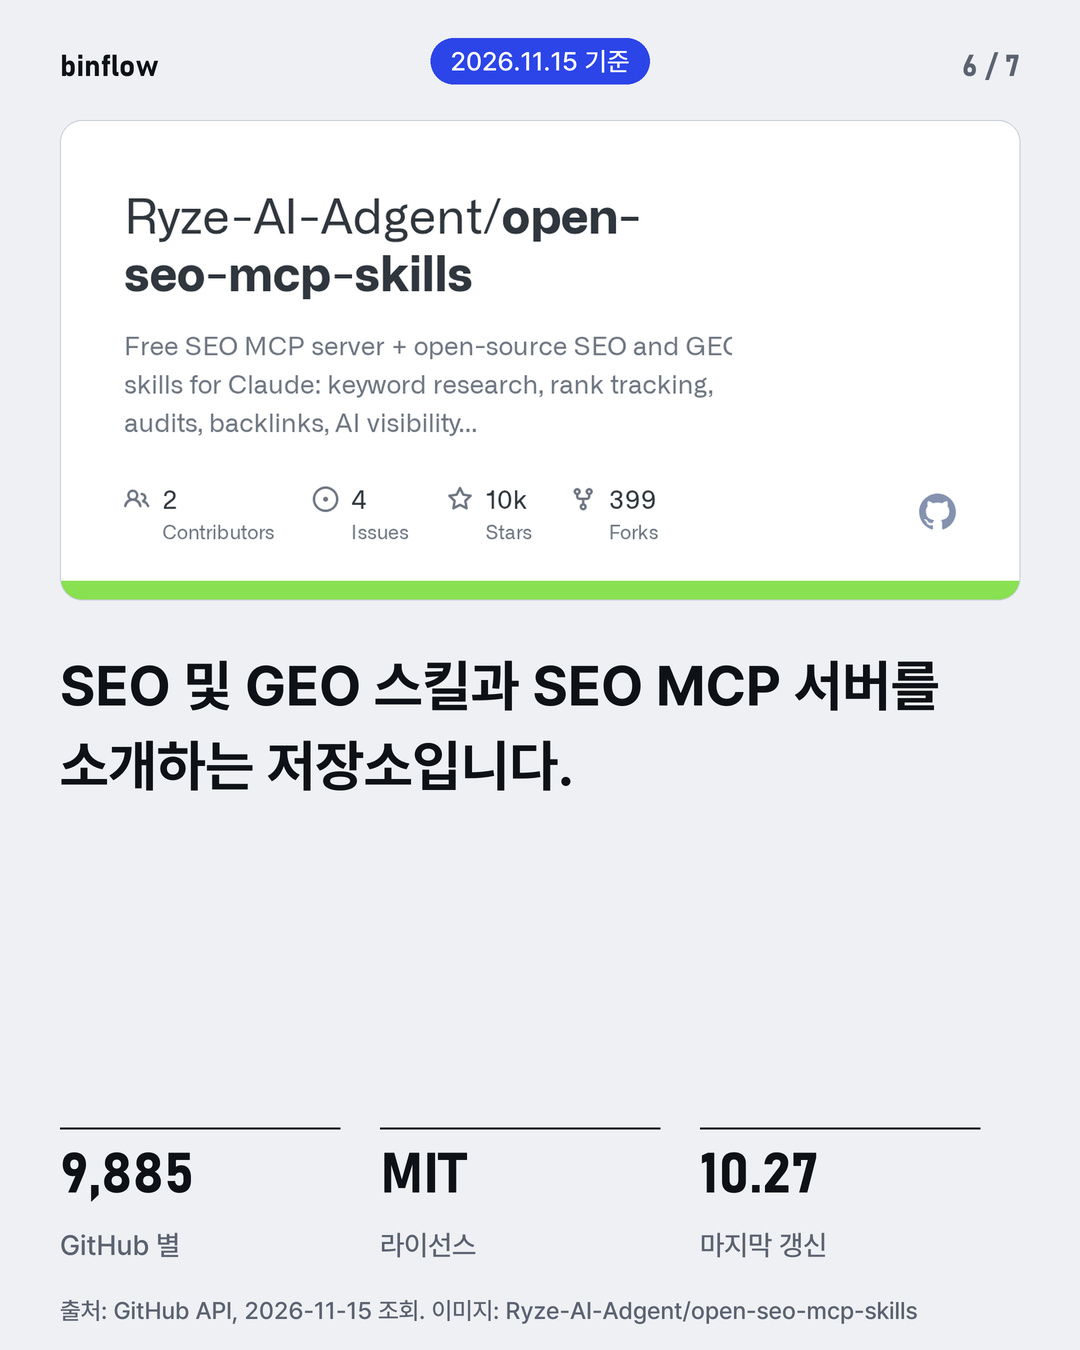 binflow
2026.11.15 기준
6 / 7
Ryze-AI-Adgent/open-
seo-mcp-skills
Free SEO MCP server + open-source SEO and GEO
skills for Claude: keyword research, rank tracking,
audits, backlinks, AI visibility...
2
Contributors
4
Issues
10k
Stars
399
Forks
SEO 및 GEO 스킬과 SEO MCP 서버를
소개하는 저장소입니다.
9,885
GitHub 별
MIT
라이선스
10.27
마지막 갱신
출처: GitHub API, 2026-11-15 조회. 이미지: Ryze-AI-Adgent/open-seo-mcp-skills